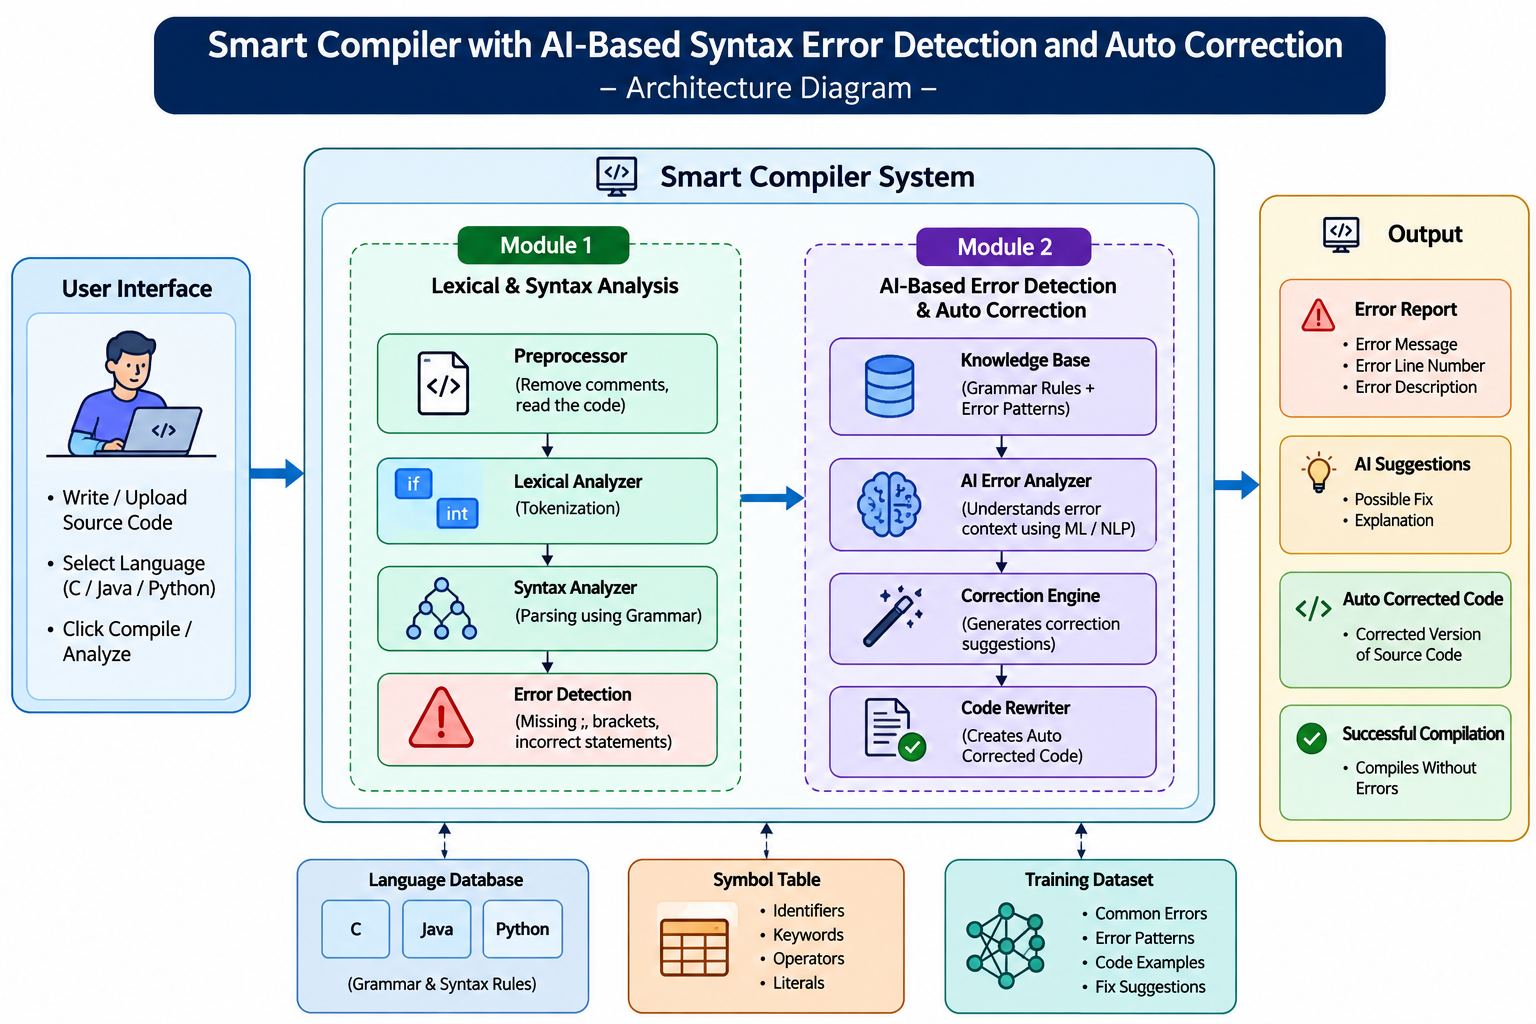 Smart Compiler with AI-Based Syntax Error Detection and Auto Correction
– Architecture Diagram –
User Interface
</>
• Write / Upload
Source Code
• Select Language
(C / Java / Python)
• Click Compile /
Analyze
</> Smart Compiler System
Module 1
Lexical & Syntax Analysis
</>
Preprocessor
(Remove comments,
read the code)
if
int
Lexical Analyzer
(Tokenization)
Syntax Analyzer
(Parsing using Grammar)
Error Detection
(Missing ;, brackets,
incorrect statements)
Module 2
AI-Based Error Detection
& Auto Correction
Knowledge Base
(Grammar Rules +
Error Patterns)
AI Error Analyzer
(Understands error
context using ML / NLP)
Correction Engine
(Generates correction
suggestions)
Code Rewriter
(Creates Auto
Corrected Code)
</> Output
Error Report
• Error Message
• Error Line Number
• Error Description
AI Suggestions
• Possible Fix
• Explanation
</> Auto Corrected Code
• Corrected Version
of Source Code
Successful Compilation
• Compiles Without
Errors
Language Database
C
Java
Python
(Grammar & Syntax Rules)
Symbol Table
• Identifiers
• Keywords
• Operators
• Literals
Training Dataset
• Common Errors
• Error Patterns
• Code Examples
• Fix Suggestions